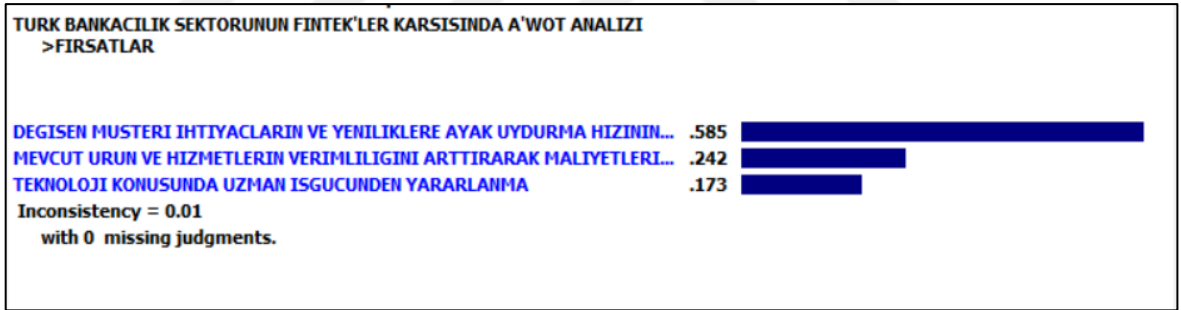 TURK BANKACILIK SEKTORUNUN FINTEK'LER KARSISINDA A'WOT ANALIZI
>FIRSATLAR
DEGISEN MUSTERI IHTIYACLARIN VE YENILIKLERE AYAK UYDURMA HIZININ... .585
MEVCUT URUN VE HIZMETLERIN VERIMLILIGINI ARTTIRARAK MALIYETLERI... .242
TEKNOLOJI KONUSUNDA UZMAN ISGUCUNDEN YARARLANMA .173
Inconsistency = 0.01
with 0 missing judgments.